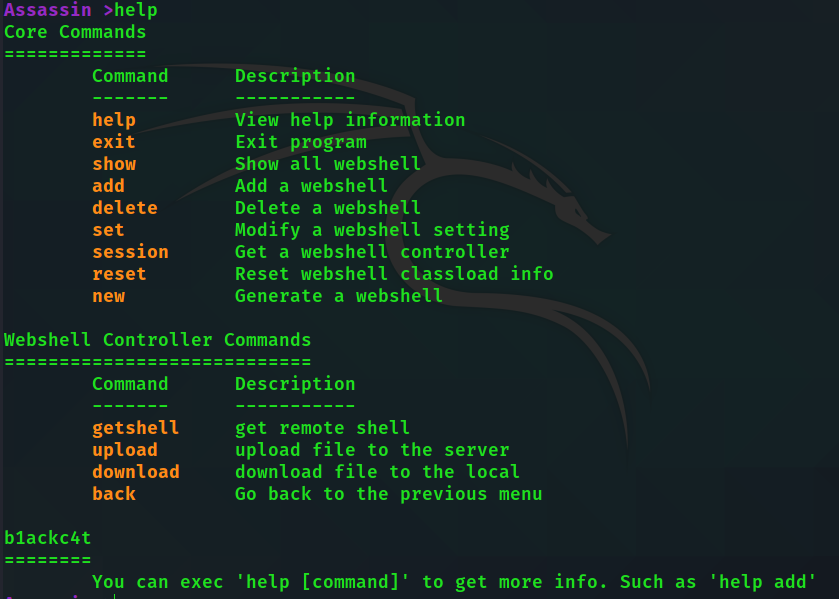 Assassin >help
Core Commands
=============
Command Description
------- -----------
help View help information
exit Exit program
show Show all webshell
add Add a webshell
delete Delete a webshell
set Modify a webshell setting
session Get a webshell controller
reset Reset webshell classload info
new Generate a webshell
Webshell Controller Commands
============================
Command Description
------- -----------
getshell get remote shell
upload upload file to the server
download download file to the local
back Go back to the previous menu
b1ackc4t
========
You can exec 'help [command]' to get more info. Such as 'help add'